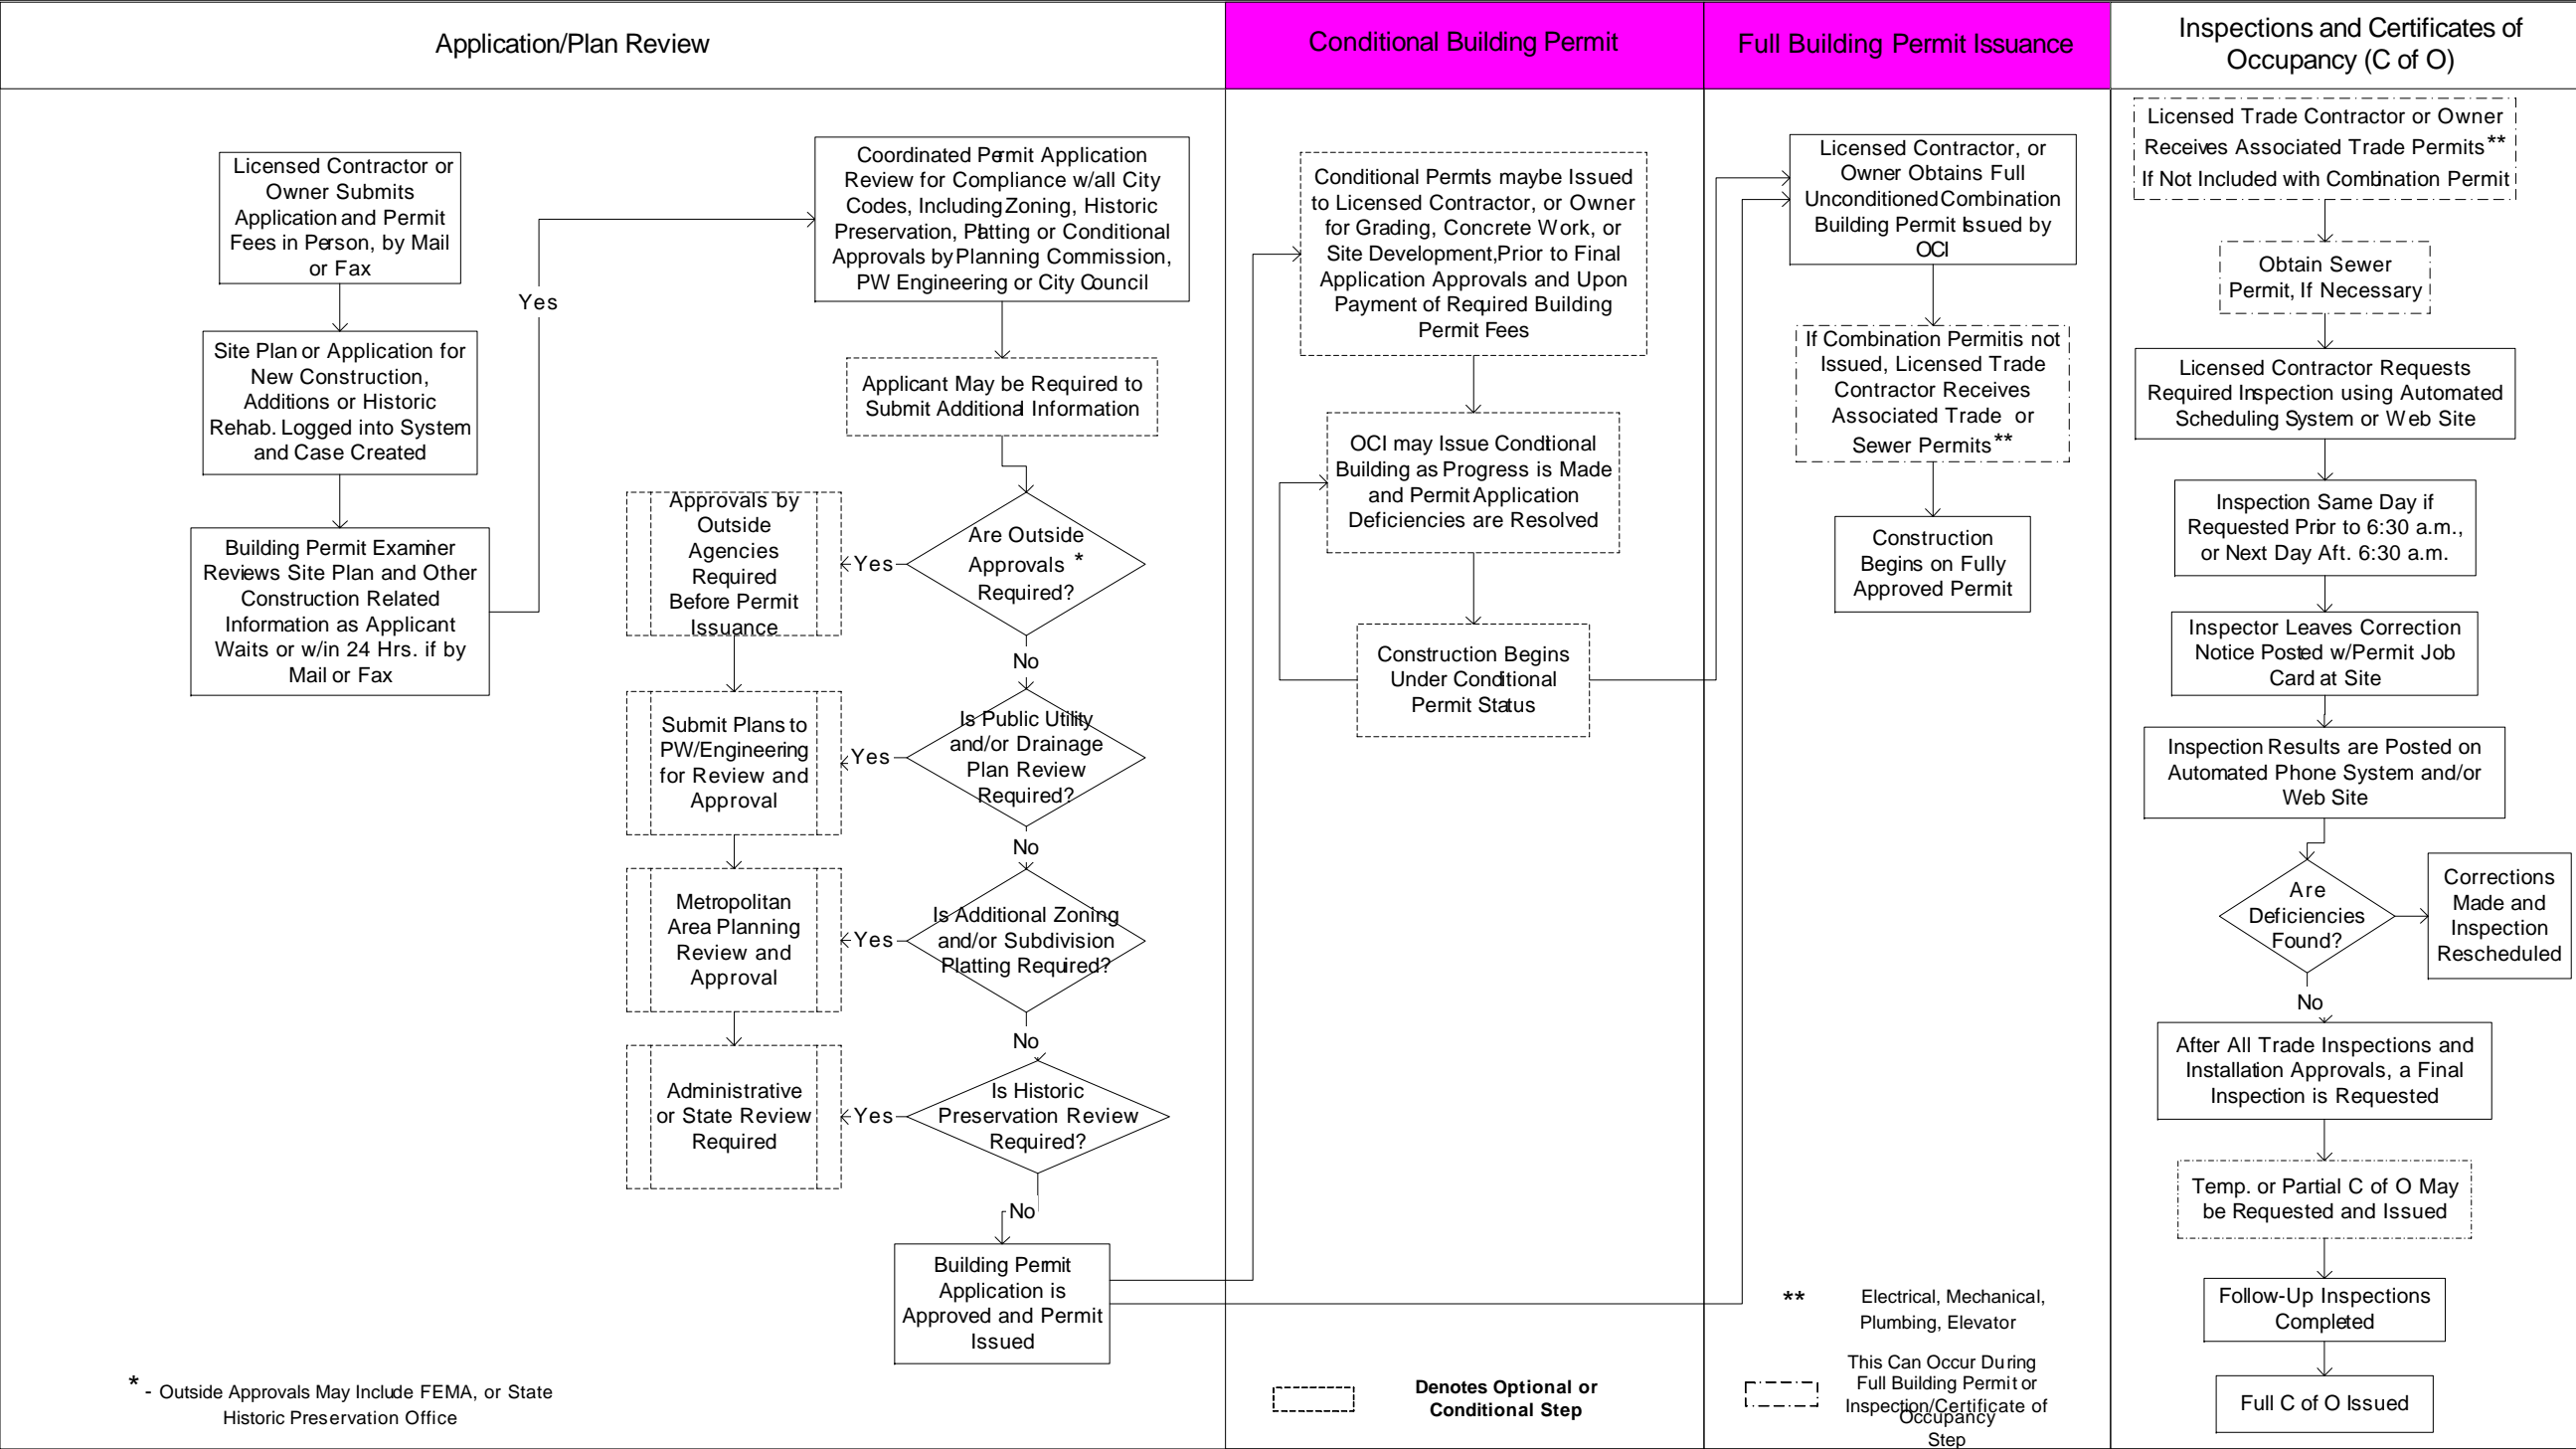 Application/Plan Review
Conditional Building Permit
Full Building Permit Issuance
Inspections and Certificates of
Occupancy (C of O)
Licensed Contractor or
Owner Submits
Application and Permit
Fees in Person, by Mail
or Fax
Site Plan or Application for
New Construction,
Additions or Historic
Rehab. Logged into System
and Case Created
Building Permit Examiner
Reviews Site Plan and Other
Construction Related
Information as Applicant
Waits or w/in 24 Hrs. if by
Mail or Fax
Yes
Coordinated Permit Application
Review for Compliance w/all City
Codes, Including Zoning, Historic
Preservation, Platting or Conditional
Approvals by Planning Commission,
PW Engineering or City Council
Applicant May be Required to
Submit Additional Information
Are Outside
Approvals *
Required?
Yes
Approvals by
Outside
Agencies
Required
Before Permit
Issuance
No
Is Public Utility
and/or Drainage
Plan Review
Required?
Yes
Submit Plans to
PW/Engineering
for Review and
Approval
No
Is Additional Zoning
and/or Subdivision
Platting Required?
Yes
Metropolitan
Area Planning
Review and
Approval
No
Is Historic
Preservation Review
Required?
Yes
Administrative
or State Review
Required
No
Building Permit
Application is
Approved and Permit
Issued
* - Outside Approvals May Include FEMA, or State
Historic Preservation Office
Conditional Permits maybe Issued
to Licensed Contractor, or Owner
for Grading, Concrete Work, or
Site Development,Prior to Final
Application Approvals and Upon
Payment of Required Building
Permit Fees
OCI may Issue Conditional
Building as Progress is Made
and Permit Application
Deficiencies are Resolved
Construction Begins
Under Conditional
Permit Status
Denotes Optional or
Conditional Step
Licensed Contractor, or
Owner Obtains Full
Unconditioned Combination
Building Permit Issued by
OCI
If Combination Permit is not
Issued, Licensed Trade
Contractor Receives
Associated Trade or
Sewer Permits**
Construction
Begins on Fully
Approved Permit
** Electrical, Mechanical,
Plumbing, Elevator
This Can Occur During
Full Building Permit or
Inspection/Certificate of
Occupancy
Step
Licensed Trade Contractor or Owner
Receives Associated Trade Permits**
If Not Included with Combination Permit
Obtain Sewer
Permit, If Necessary
Licensed Contractor Requests
Required Inspection using Automated
Scheduling System or Web Site
Inspection Same Day if
Requested Prior to 6:30 a.m.,
or Next Day Aft. 6:30 a.m.
Inspector Leaves Correction
Notice Posted w/Permit Job
Card at Site
Inspection Results are Posted on
Automated Phone System and/or
Web Site
Are
Deficiencies
Found?
Corrections
Made and
Inspection
Rescheduled
No
After All Trade Inspections and
Installation Approvals, a Final
Inspection is Requested
Temp. or Partial C of O May
be Requested and Issued
Follow-Up Inspections
Completed
Full C of O Issued